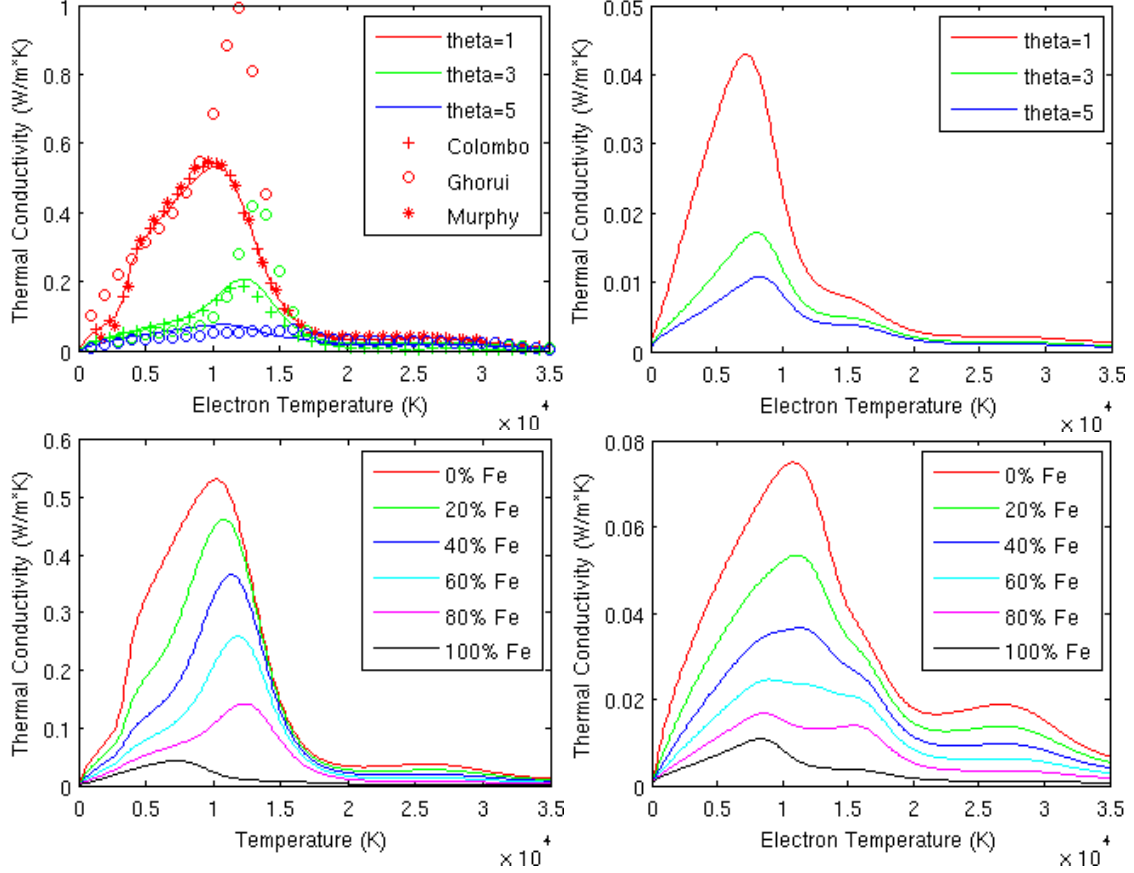 1
0.8
0.6
0.4
0.2
0
Thermal Conductivity (W/m*K)
theta=1
theta=3
theta=5
Colombo
Ghorui
Murphy
0 0.5 1 1.5 2 2.5 3 3.5
Electron Temperature (K)
× 10 4
0.05
0.04
0.03
0.02
0.01
0
Thermal Conductivity (W/m*K)
theta=1
theta=3
theta=5
0 0.5 1 1.5 2 2.5 3 3.5
Electron Temperature (K)
× 10 4
0.6
0.5
0.4
0.3
0.2
0.1
0
Thermal Conductivity (W/m*K)
0% Fe
20% Fe
40% Fe
60% Fe
80% Fe
100% Fe
0 0.5 1 1.5 2 2.5 3 3.5
Temperature (K)
× 10 4
0.08
0.06
0.04
0.02
0
Thermal Conductivity (W/m*K)
0% Fe
20% Fe
40% Fe
60% Fe
80% Fe
100% Fe
0 0.5 1 1.5 2 2.5 3 3.5
Electron Temperature (K)
× 10 4